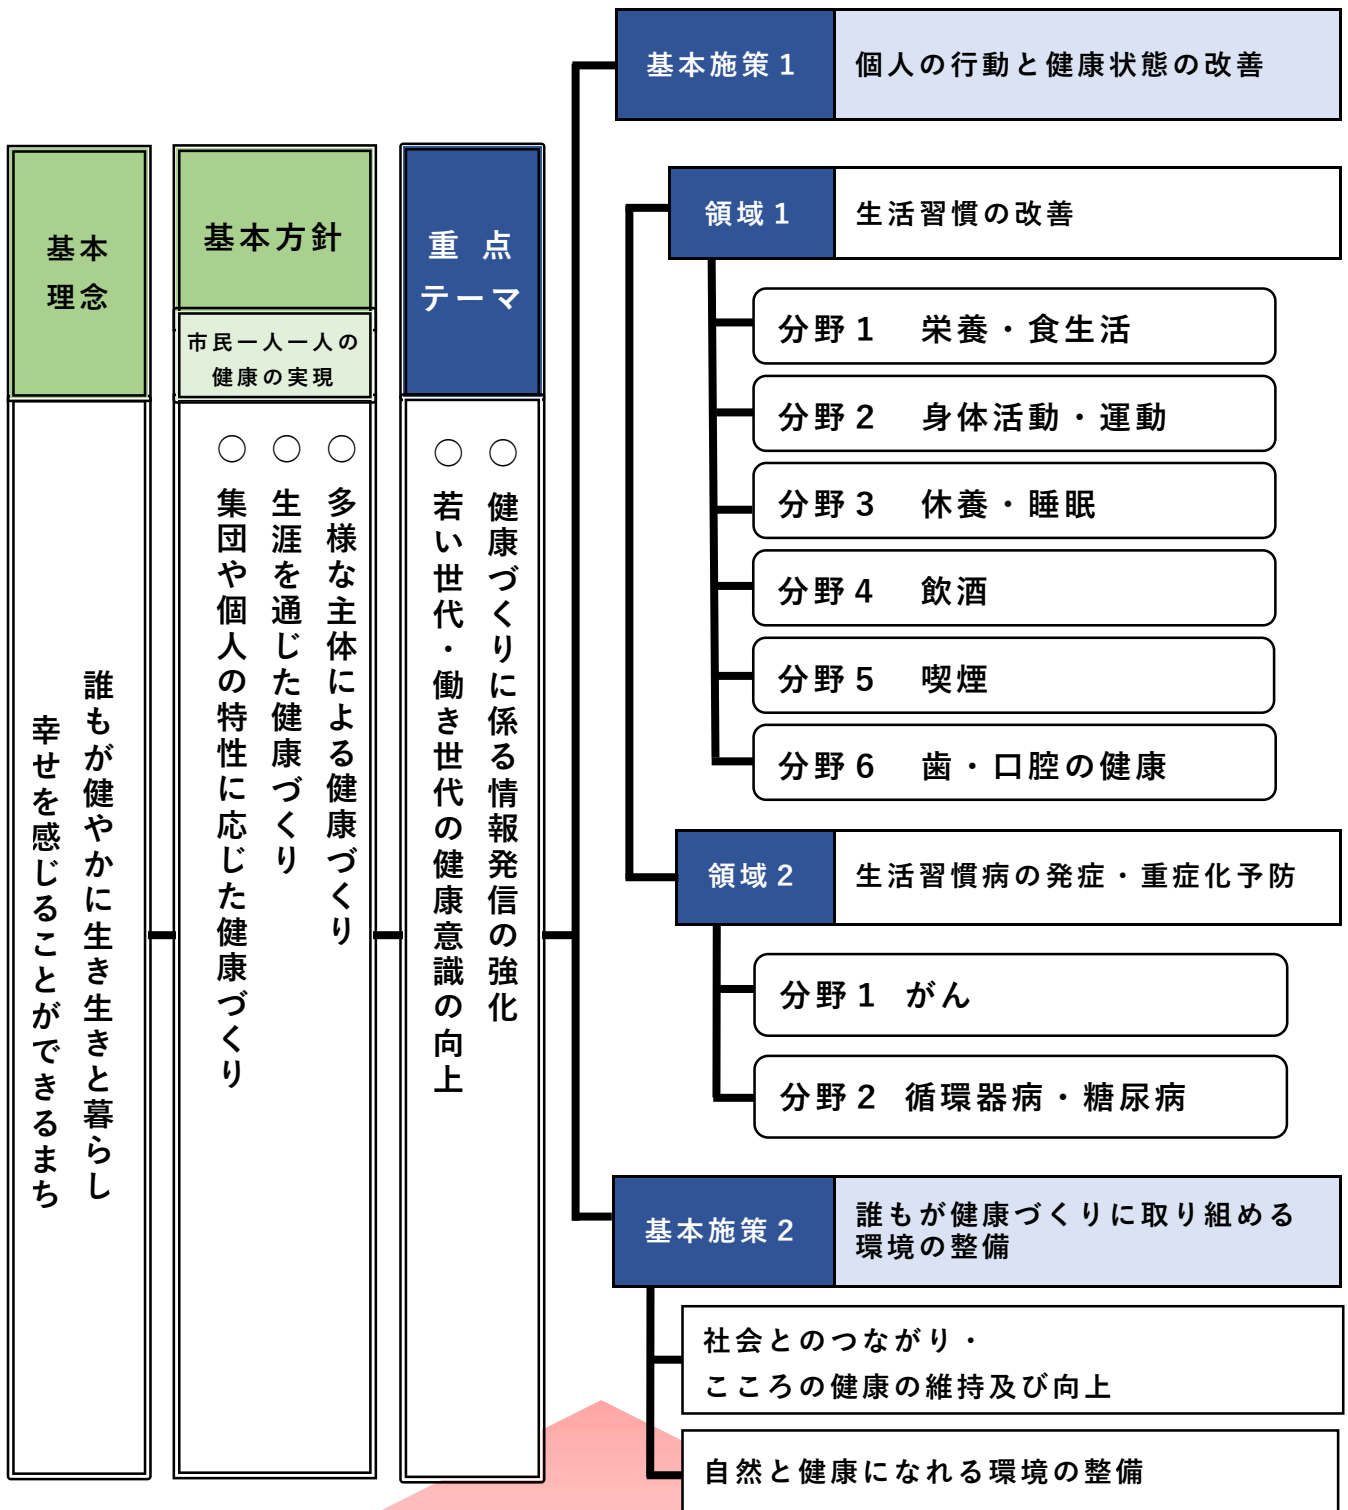 基本
理念
誰もが健やかに生き生きと暮らし
幸せを感じることができるまち
基本方針
市民一人一人の
健康の実現
○ 多様な主体による健康づくり
○ 生涯を通じた健康づくり
○ 集団や個人の特性に応じた健康づくり
重 点
テーマ
○ 健康づくりに係る情報発信の強化
○ 若い世代・働き世代の健康意識の向上
基本施策1 個人の行動と健康状態の改善
領域1 生活習慣の改善
分野1 栄養・食生活
分野2 身体活動・運動
分野3 休養・睡眠
分野4 飲酒
分野5 喫煙
分野6 歯・口腔の健康
領域2 生活習慣病の発症・重症化予防
分野1 がん
分野2 循環器病・糖尿病
基本施策2 誰もが健康づくりに取り組める
環境の整備
社会とのつながり・
こころの健康の維持及び向上
自然と健康になれる環境の整備